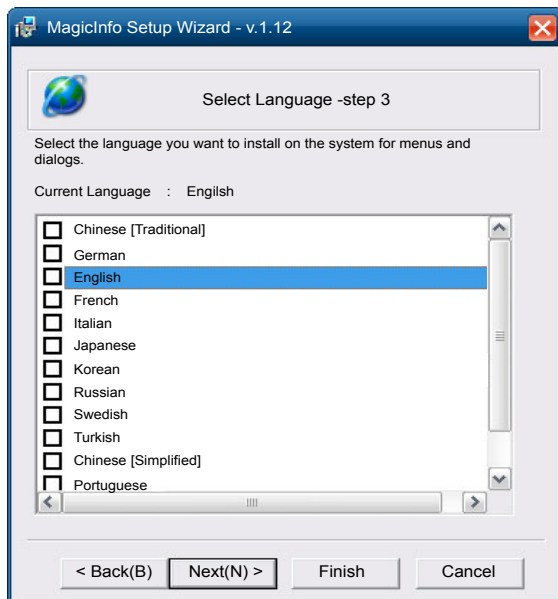 MagicInfo Setup Wizard - v.1.12
Select Language -step 3
Select the language you want to install on the system for menus and
dialogs.
Current Language : Engilsh
Chinese [Traditional]
German
English
French
Italian
Japanese
Korean
Russian
Swedish
Turkish
Chinese [Simplified]
Portuguese
< Back(B) Next(N) > Finish Cancel